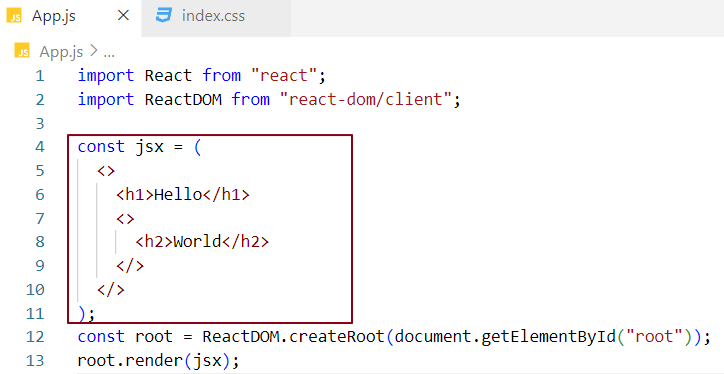 JS App.js ×
index.css
JS App.js > ...
1 import React from "react";
2 import ReactDOM from "react-dom/client";
3
4 const jsx = (
5   <>
6     <h1>Hello</h1>
7     <>
8       <h2>World</h2>
9     </>
10   </>
11 );
12 const root = ReactDOM.createRoot(document.getElementById("root"));
13 root.render(jsx);